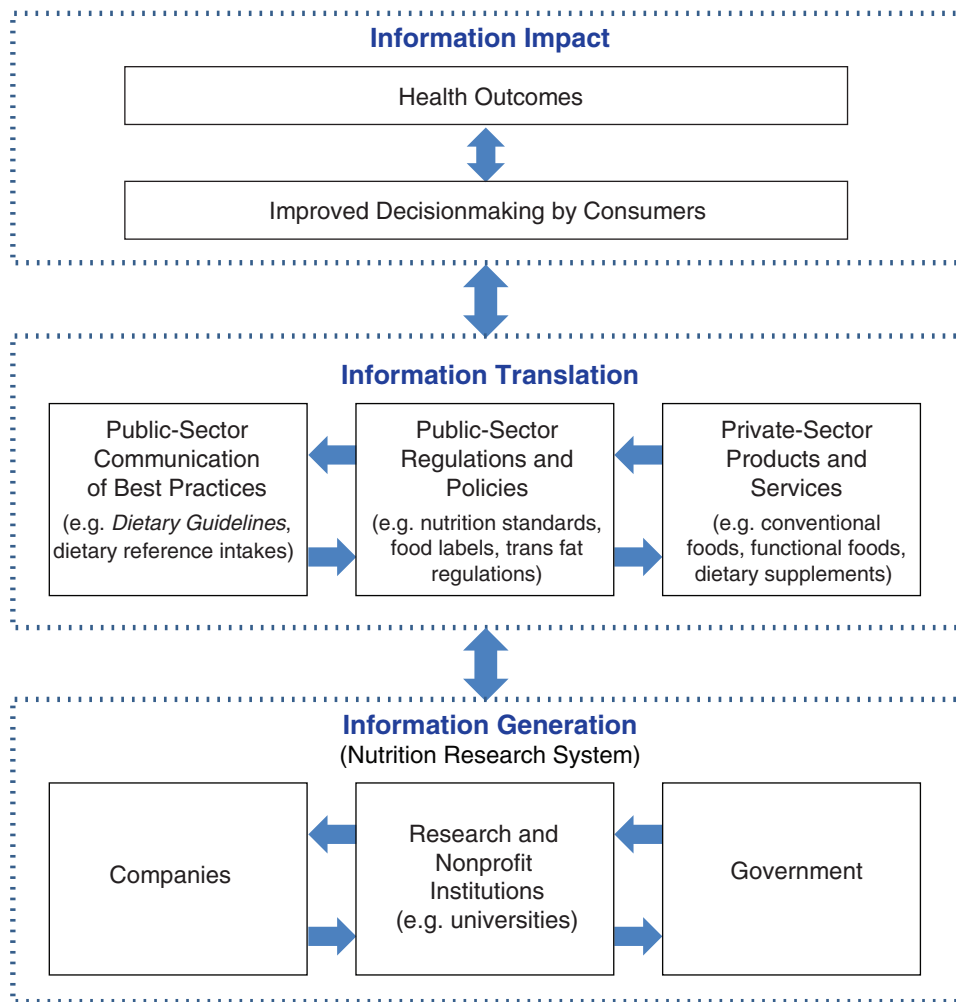 Information Impact
Health Outcomes
Improved Decisionmaking by Consumers
Information Translation
Public-Sector
Communication
of Best Practices
(e.g. Dietary Guidelines,
dietary reference intakes)
Public-Sector
Regulations and
Policies
(e.g. nutrition standards,
food labels, trans fat
regulations)
Private-Sector
Products and
Services
(e.g. conventional
foods, functional foods,
dietary supplements)
Information Generation
(Nutrition Research System)
Companies
Research and
Nonprofit
Institutions
(e.g. universities)
Government